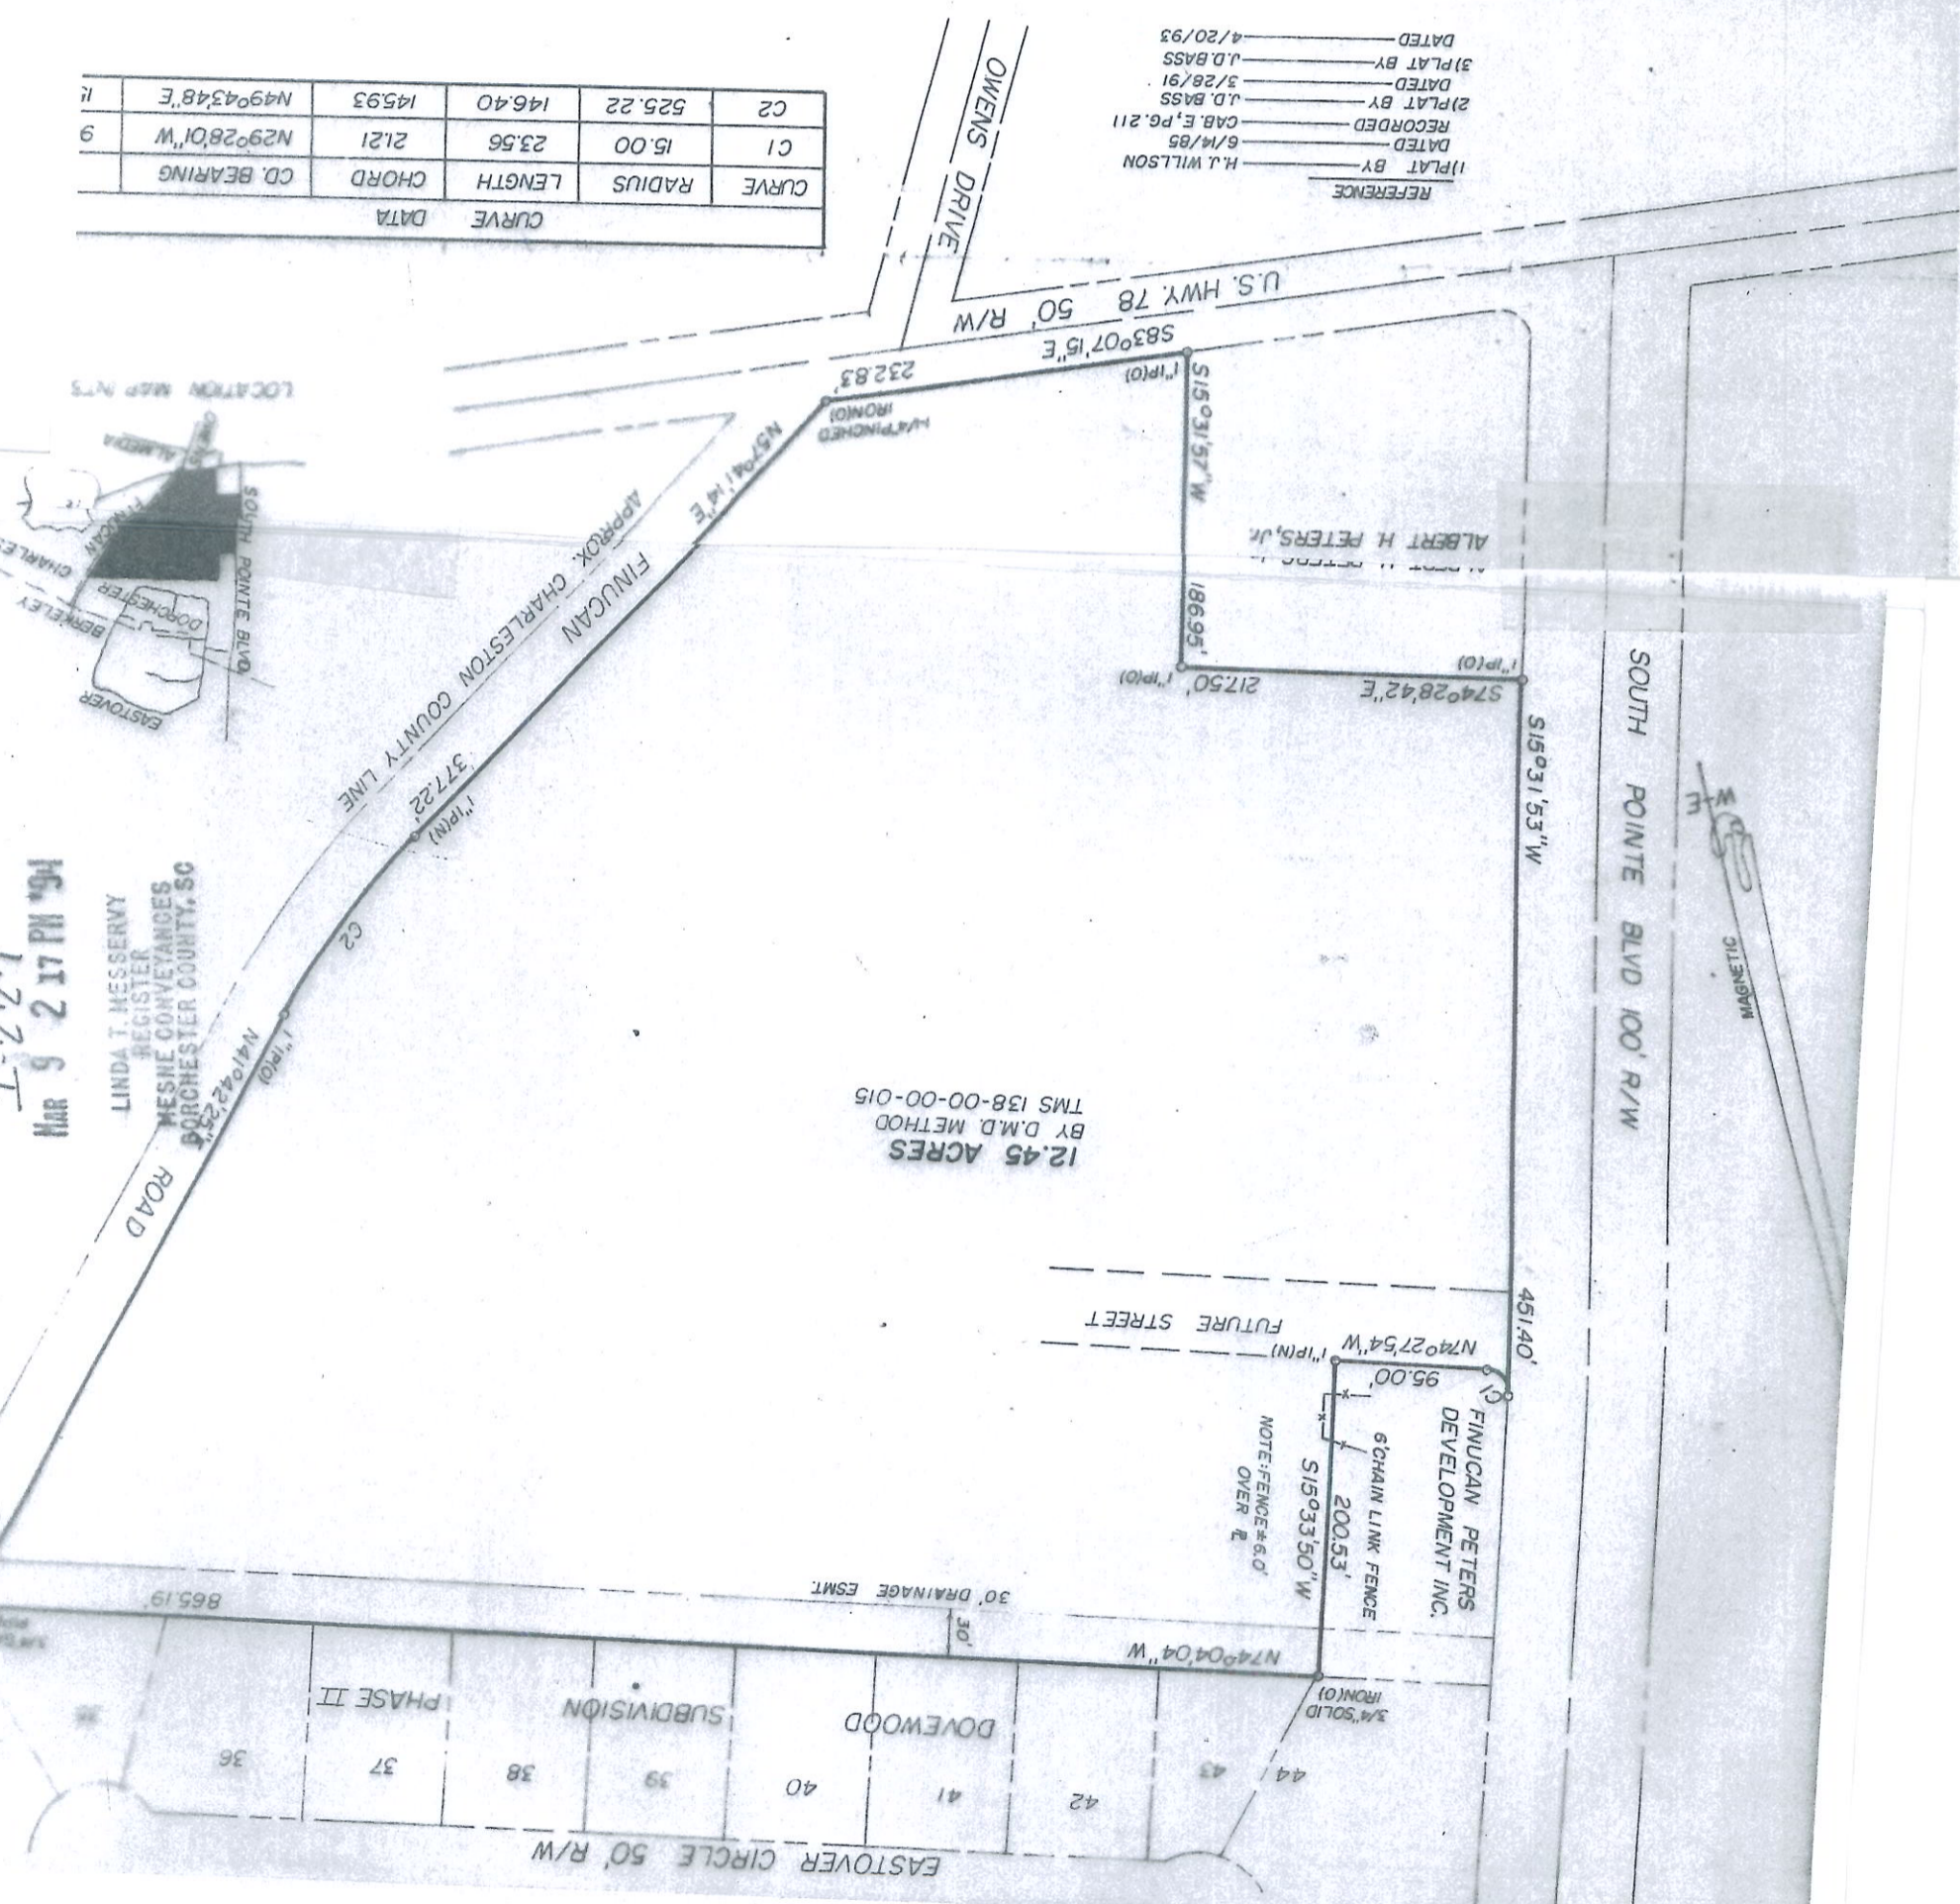 EASTOVER CIRCLE 50' R/W
44
43
42
41
40
39
38
37
36
35
DOVEWOOD SUBDIVISION PHASE II
3/4" SOLID
IRON(O)
N74°04'04"W
865.19'
30'
30' DRAINAGE ESMT.
FINUCAN PETERS
DEVELOPMENT INC.
6' CHAIN LINK FENCE
200.53'
S15°33'50"W
NOTE: FENCE ±6.0'
OVER ℄
C1
95.00'
N74°27'54"W
1"IP(N)
FUTURE STREET
451.40'
S15°31'53"W
SOUTH POINTE BLVD 100' R/W
MAGNETIC
W-E
12.45 ACRES
BY D.M.D. METHOD
TMS 138-00-00-015
ROAD
N41°42'25"
1"IP(O)
C2
1"IP(N)
377.22'
FINUCAN
N57°41'14"E
APPROX. CHARLESTON COUNTY LINE
Mar 9 2 17 PM '94
LINDA T. MESSERVY
REGISTER
MESNE CONVEYANCES
DORCHESTER COUNTY, SC
S74°28'42"E
217.50'
1"IP(O)
1"IP(O)
186.95'
S15°31'57"W
ALBERT H. PETERS, Jr.
1"IP(O)
1-1/4" PINCHED
IRON(O)
232.83'
S83°07'15"E
U.S. HWY. 78 50' R/W
OWENS DRIVE
EASTOVER
BERKELEY
DORCHESTER
CHARLES
FINUCAN
SOUTH POINTE BLVD.
ALMEDIA
LOCATION MAP NTS
REFERENCE
1) PLAT BY H.J. WILLSON
DATED 6/14/85
RECORDED CAB. E, PG. 211
2) PLAT BY J.D. BASS
DATED 3/28/91
3) PLAT BY J.D. BASS
DATED 4/20/93
CURVE DATA
CURVE RADIUS LENGTH CHORD CD. BEARING
C1 15.00 23.56 21.21 N29°28'01"W 9
C2 525.22 146.40 145.93 N49°43'48"E 15